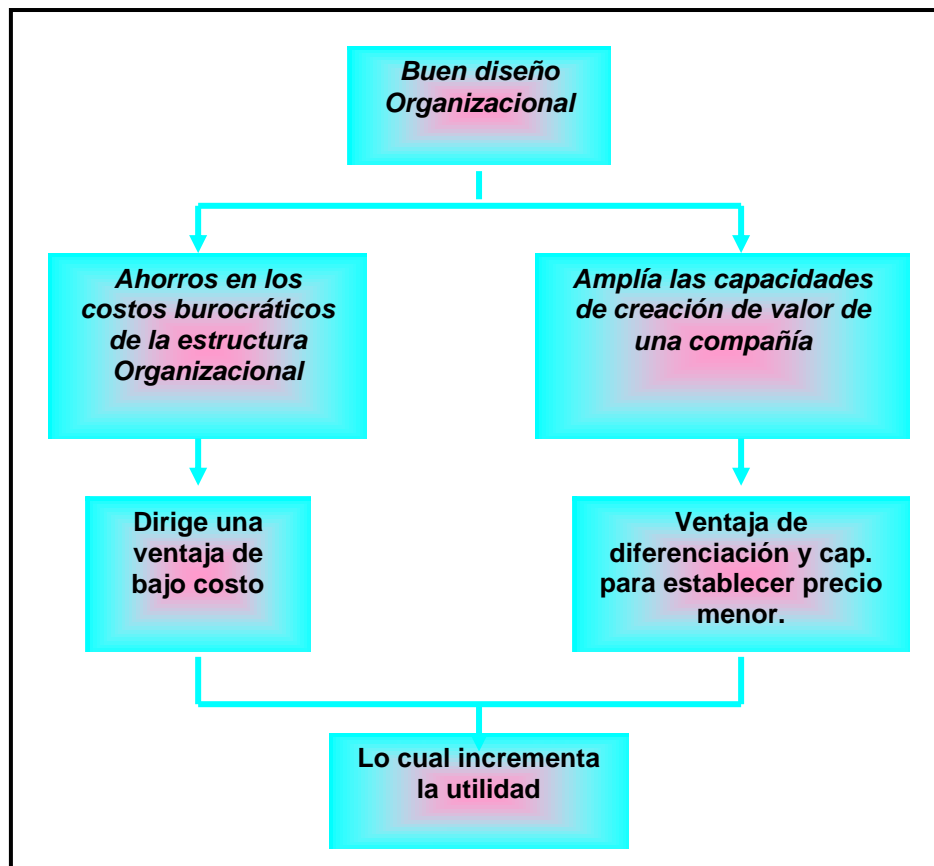 Buen diseño
Organizacional
Ahorros en los
costos burocráticos
de la estructura
Organizacional
Amplía las capacidades
de creación de valor de
una compañía
Dirige una
ventaja de
bajo costo
Ventaja de
diferenciación y cap.
para establecer precio
menor.
Lo cual incrementa
la utilidad